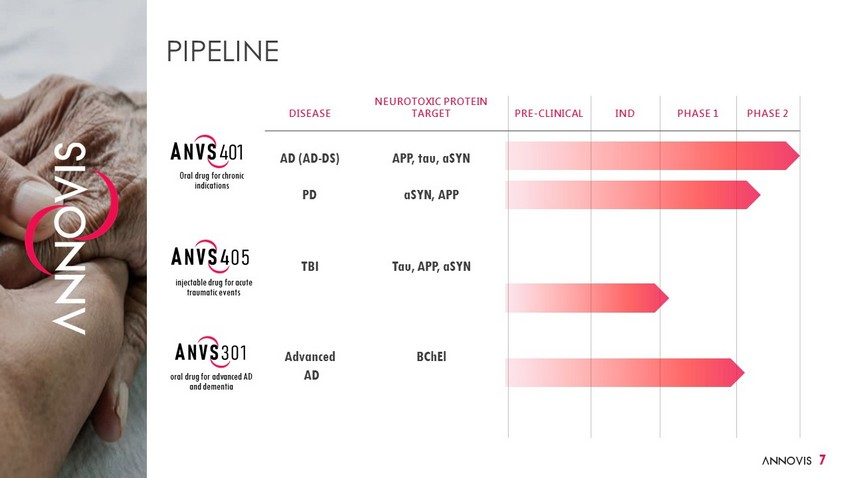 PIPELINE
NEUROTOXIC PROTEIN
DISEASE TARGET PRE-CLINICAL IND PHASE 1 PHASE 2
ANVS401
Oral drug for chronic
indications
AD (AD-DS) APP, tau, aSYN
PD aSYN, APP
ANVS405
injectable drug for acute
traumatic events
TBI Tau, APP, aSYN
ANVS301
oral drug for advanced AD
and dementia
Advanced
AD
BChEI
ANNOVIS
ANNOVIS 7